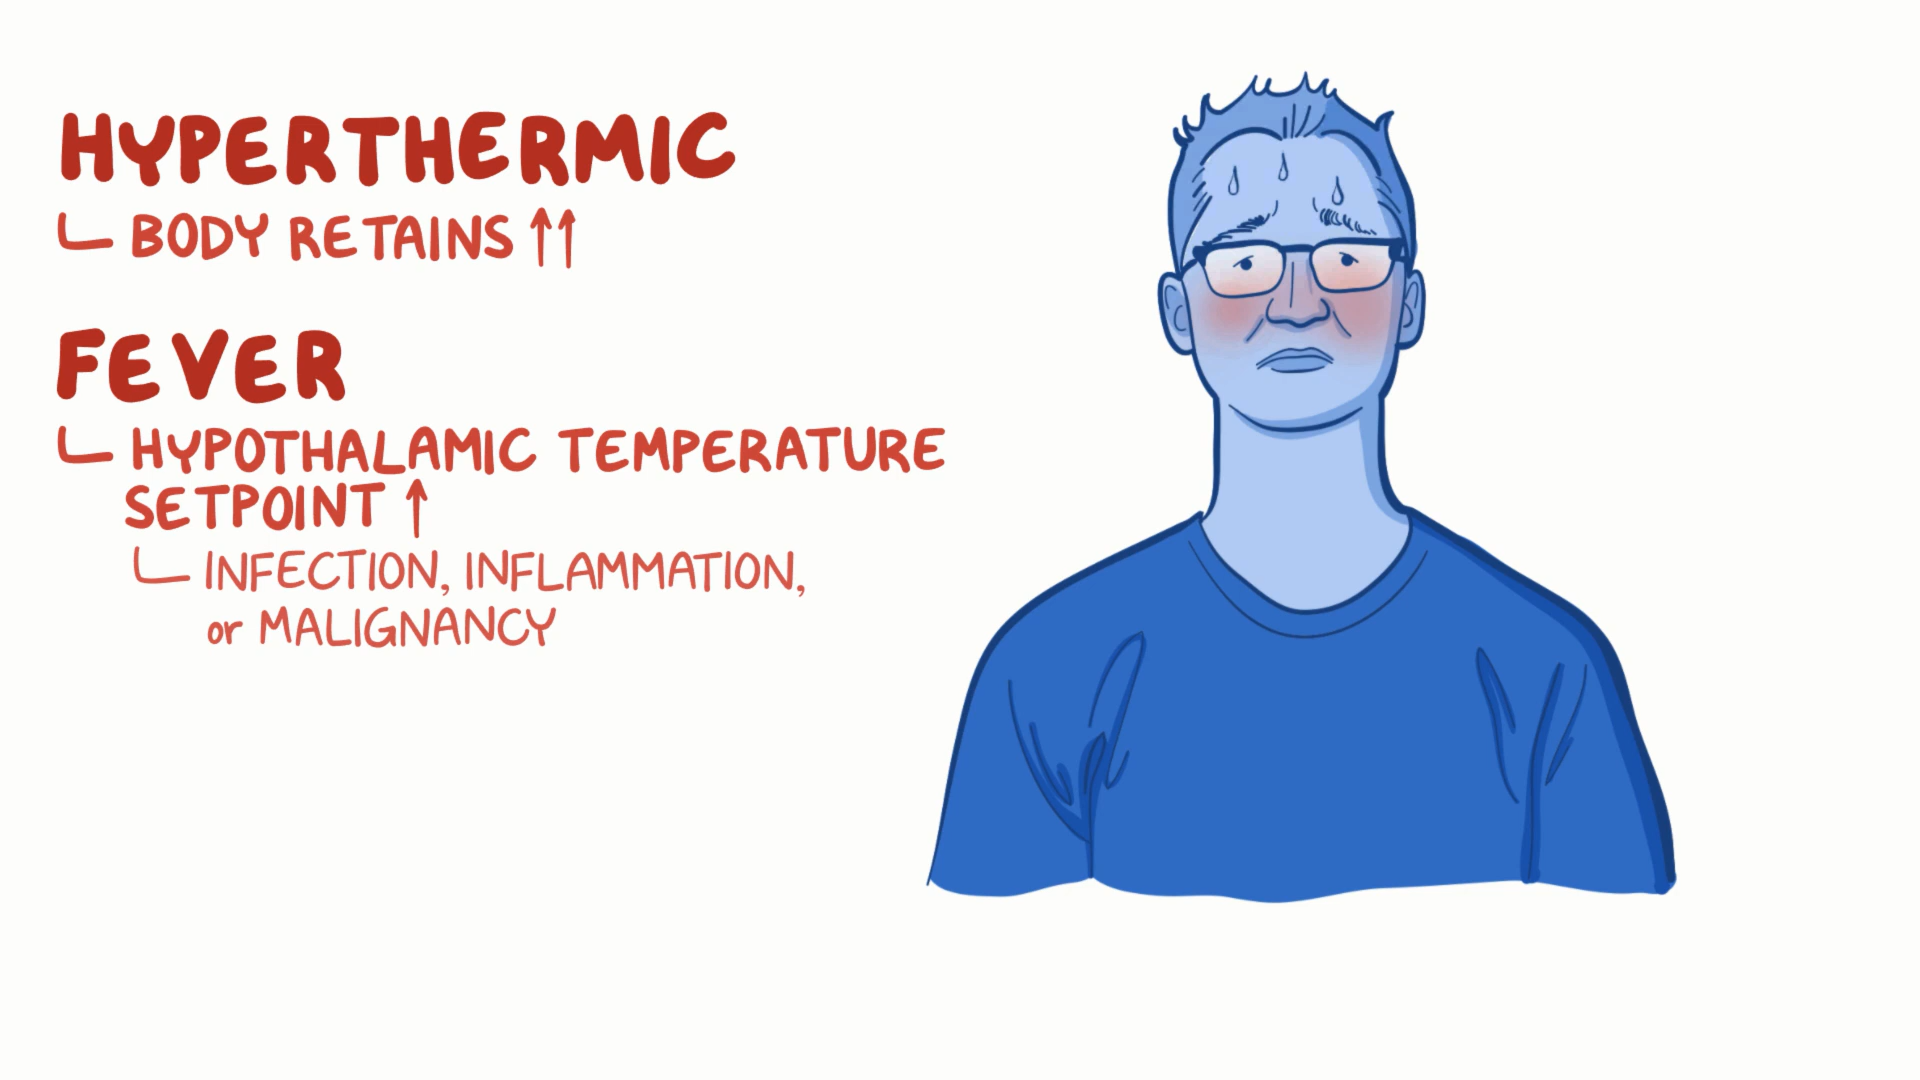 HYPERTHERMIC
BODY RETAINS ↑↑
FEVER
HYPOTHALAMIC TEMPERATURE
SETPOINT ↑
INFECTION, INFLAMMATION,
or MALIGNANCY